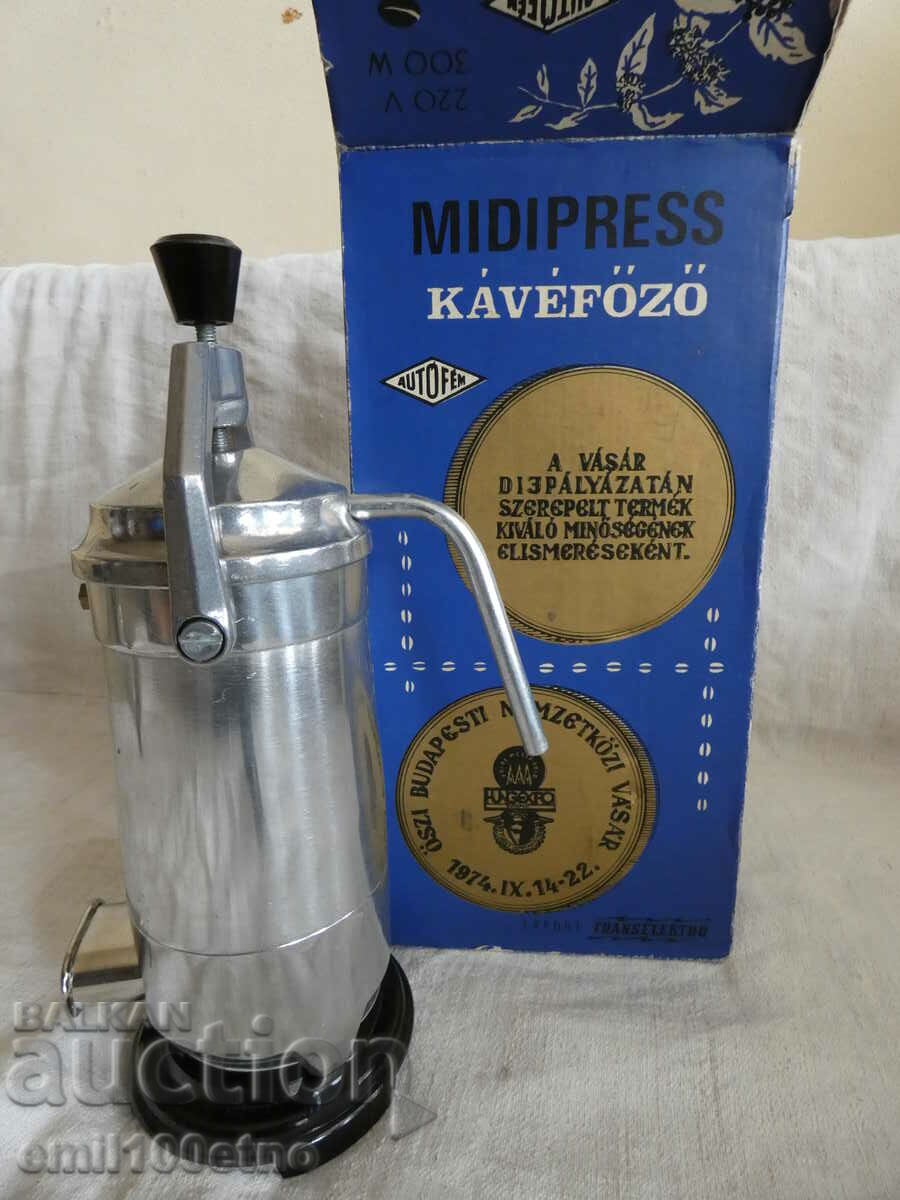 AUTOFÉM
300 W
220 V
MIDIPRESS
KÁVÉFŐZŐ
AUTOFÉM
A VÁSÁR
DIJPÁLYÁZATÁN
SZEREPELT TERMÉK
KIVÁLÓ MINŐSÉGÉNEK
ELISMERÉSEKÉNT.
ŐSZI BUDAPESTI NEMZETKÖZI VÁSÁR
HUNGEXPO
1974. IX. 14-22.
EXPORT TRANSELEKTRO
BALKAN
auction
emil100etno